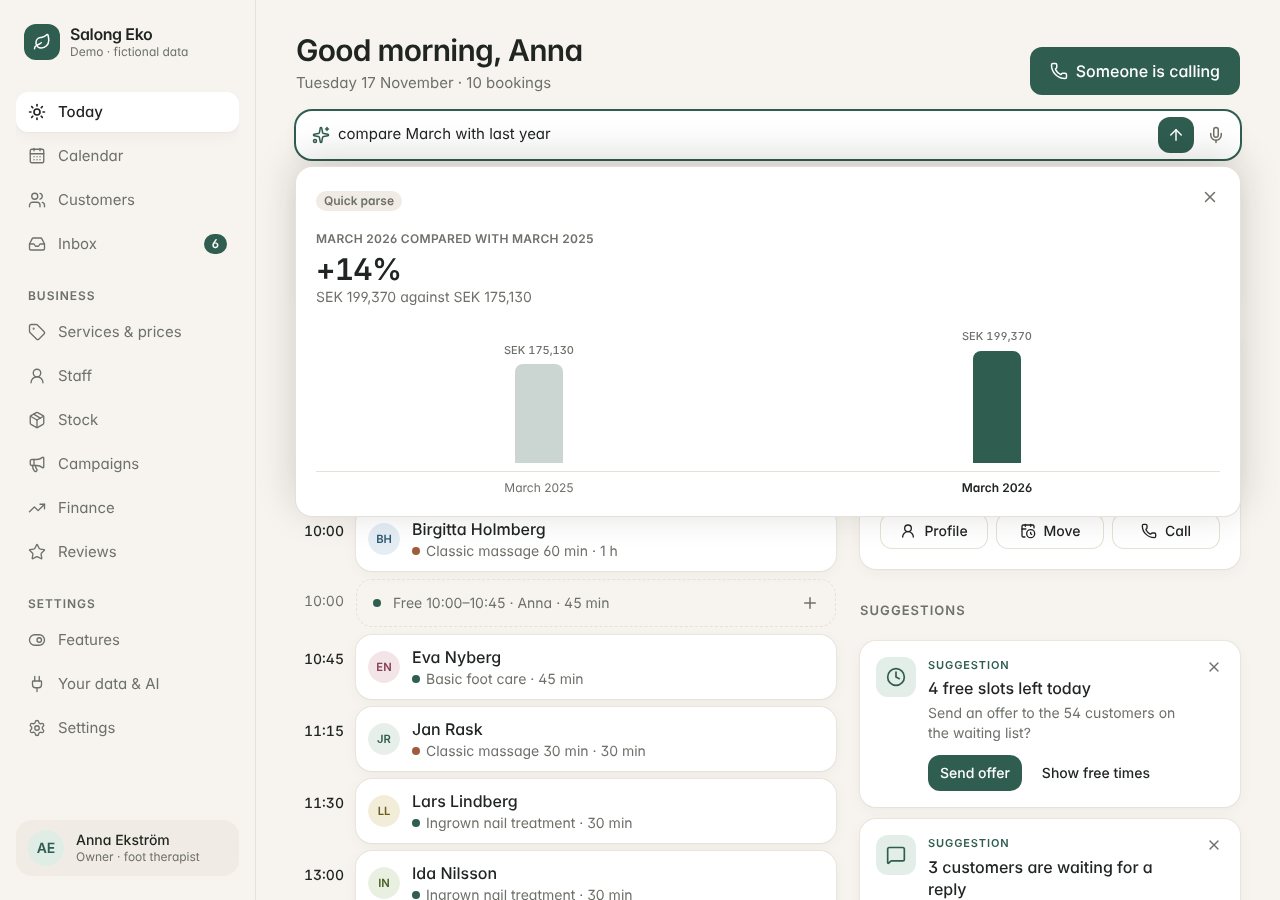 Salong Eko
Demo · fictional data
Today
Calendar
Customers
Inbox
6
BUSINESS
Services & prices
Staff
Stock
Campaigns
Finance
Reviews
SETTINGS
Features
Your data & AI
Settings
AE
Anna Ekström
Owner · foot therapist
Good morning, Anna
Tuesday 17 November · 10 bookings
Someone is calling
compare March with last year
Quick parse
MARCH 2026 COMPARED WITH MARCH 2025
+14%
SEK 199,370 against SEK 175,130
SEK 175,130
SEK 199,370
March 2025
March 2026
10:00
BH
Birgitta Holmberg
Classic massage 60 min · 1 h
10:00
Free 10:00–10:45 · Anna · 45 min
10:45
EN
Eva Nyberg
Basic foot care · 45 min
11:15
JR
Jan Rask
Classic massage 30 min · 30 min
11:30
LL
Lars Lindberg
Ingrown nail treatment · 30 min
13:00
IN
Ida Nilsson
Ingrown nail treatment · 30 min
Profile
Move
Call
SUGGESTIONS
SUGGESTION
4 free slots left today
Send an offer to the 54 customers on
the waiting list?
Send offer
Show free times
SUGGESTION
3 customers are waiting for a
reply